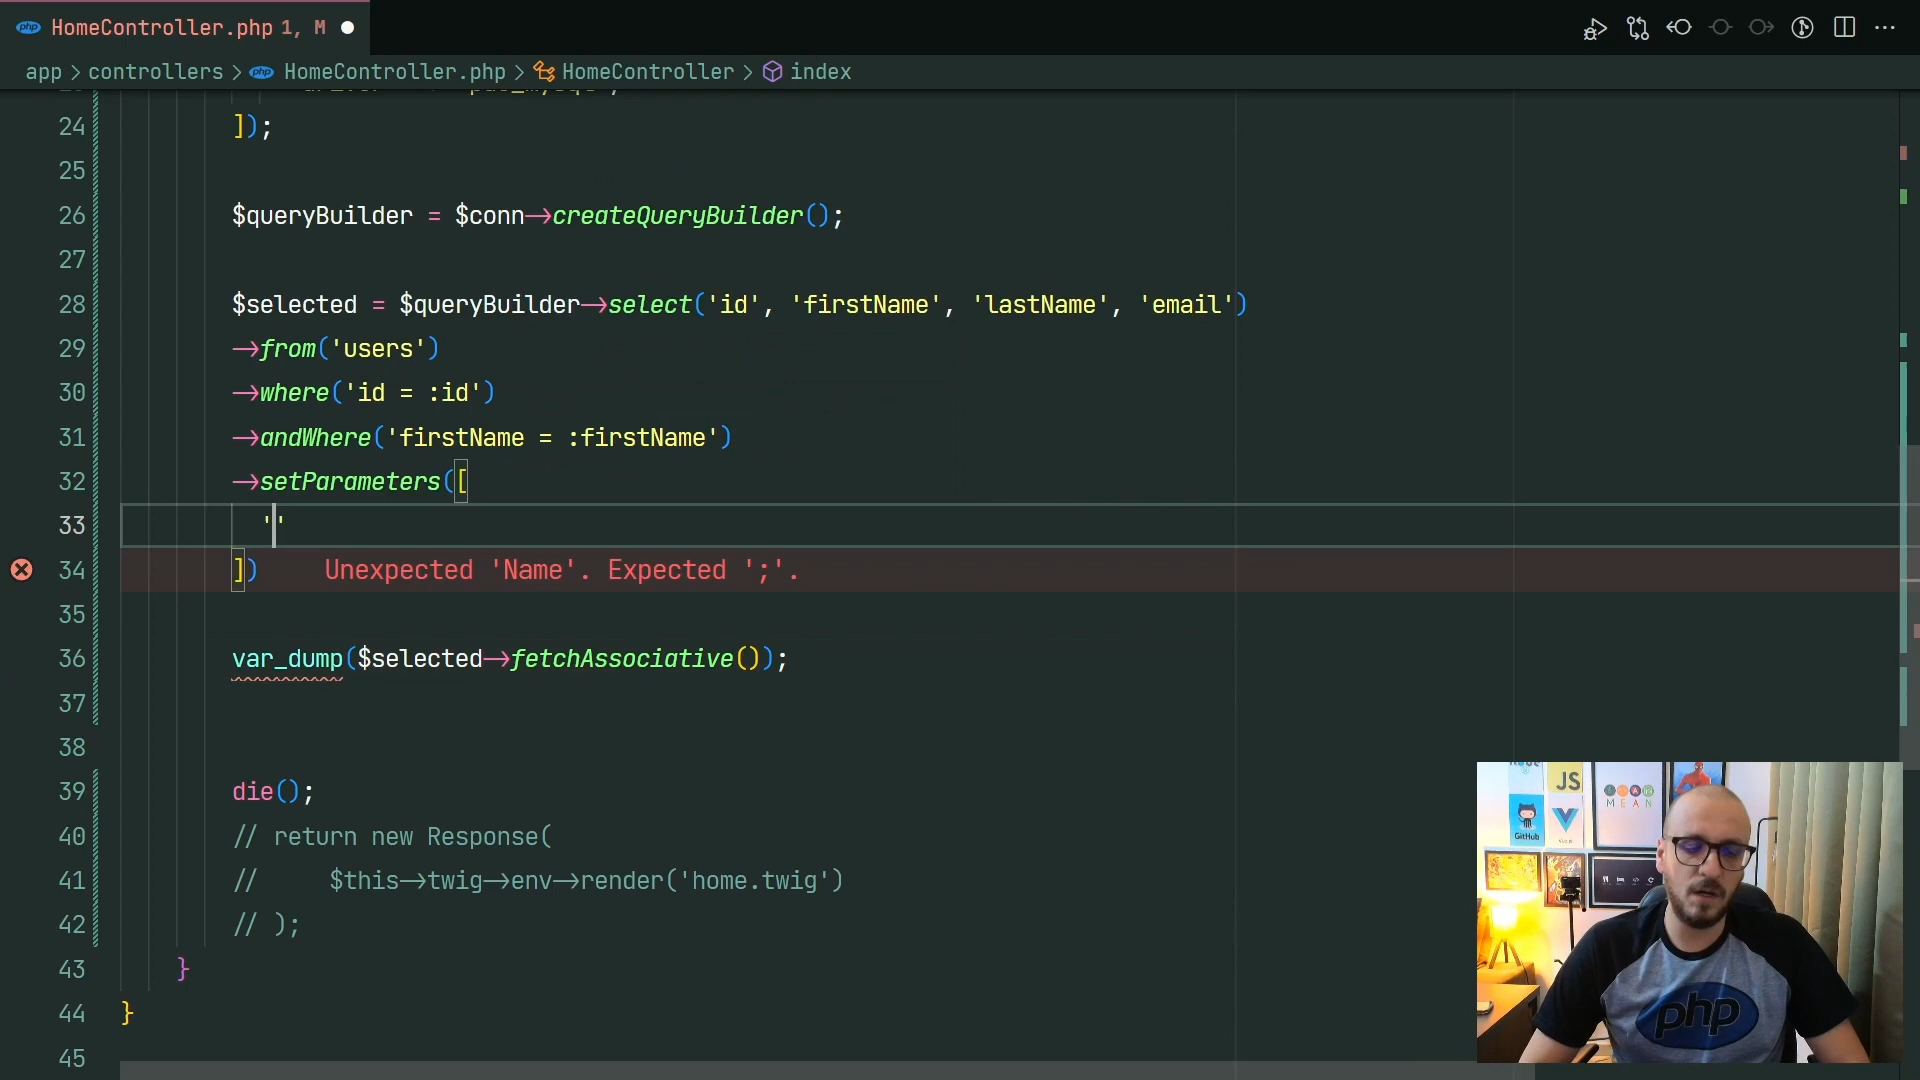 HomeController.php 1, M
app > controllers > HomeController.php > HomeController > index
24 ]);
25
26 $queryBuilder = $conn->createQueryBuilder();
27
28 $selected = $queryBuilder->select('id', 'firstName', 'lastName', 'email')
29 ->from('users')
30 ->where('id = :id')
31 ->andWhere('firstName = :firstName')
32 ->setParameters([
33 ''
34 ]) Unexpected 'Name'. Expected ';'.
35
36 var_dump($selected->fetchAssociative());
37
38
39 die();
40 // return new Response(
41 // $this->twig->env->render('home.twig')
42 // );
43 }
44 }
45
JS
MEAN
GitHub
php